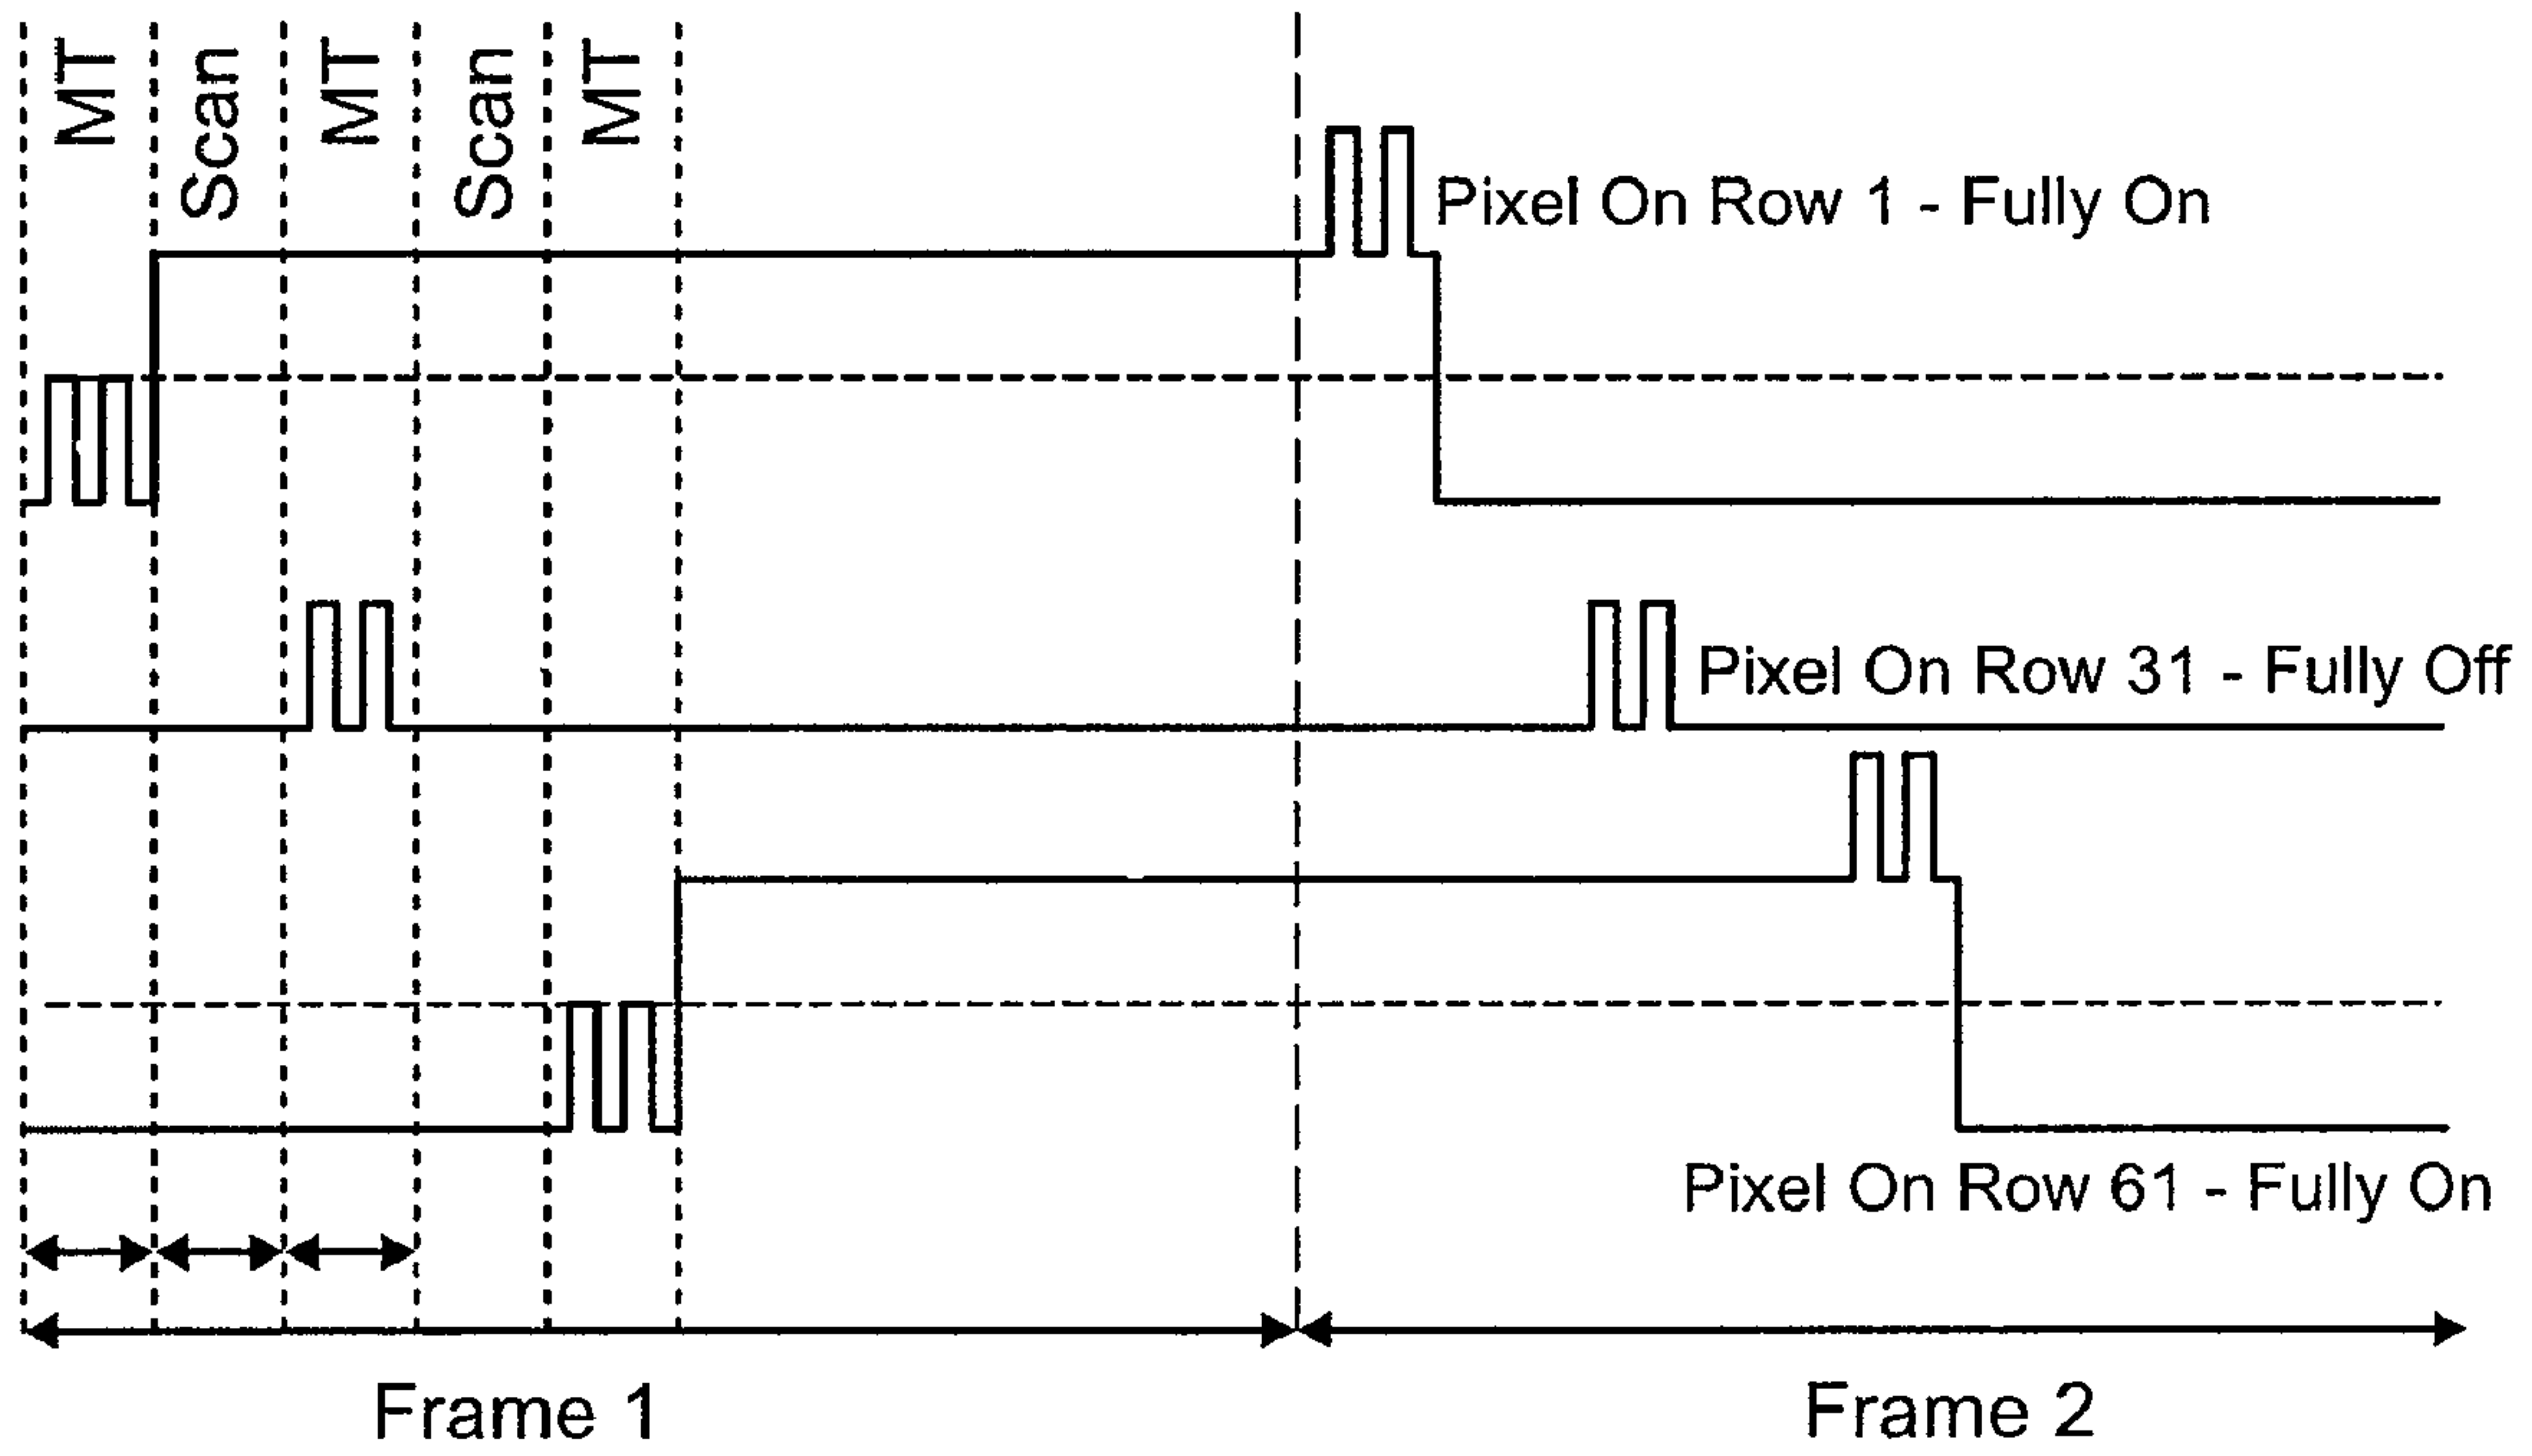 MT
Scan
MT
Scan
MT
Pixel On Row 1 - Fully On
Pixel On Row 31 - Fully Off
Pixel On Row 61 - Fully On
Frame 1
Frame 2